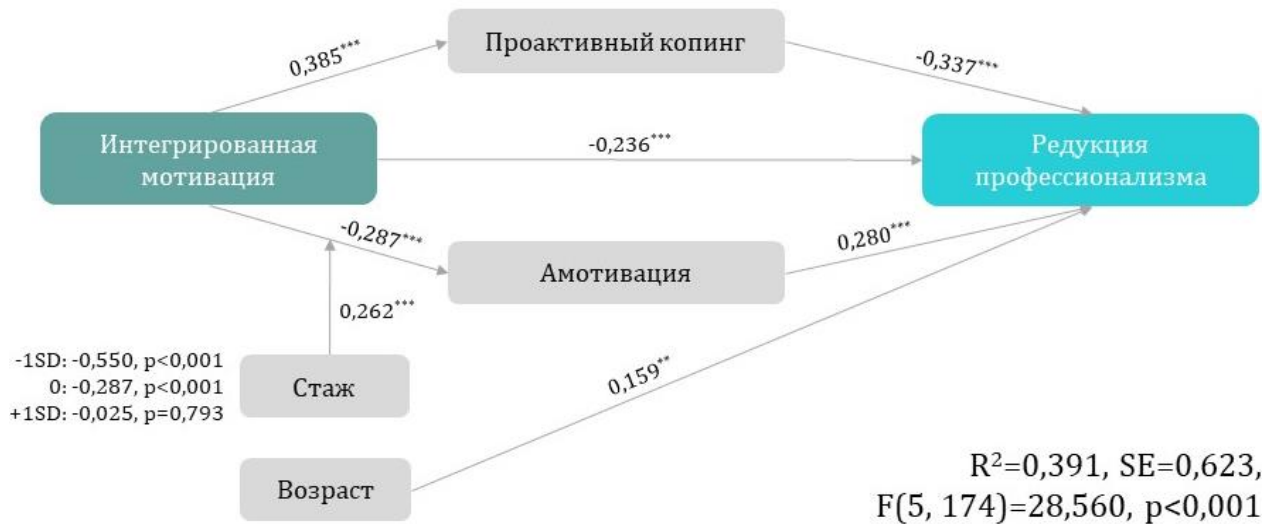 Проактивный копинг
0,385***
-0,337***
Интегрированная
мотивация
-0,236***
Редукция
профессионализма
-0,287***
Амотивация
0,280***
0,262***
-1SD: -0,550, p<0,001
0: -0,287, p<0,001
+1SD: -0,025, p=0,793
Стаж
0,159**
Возраст
R²=0,391, SE=0,623,
F(5, 174)=28,560, p<0,001